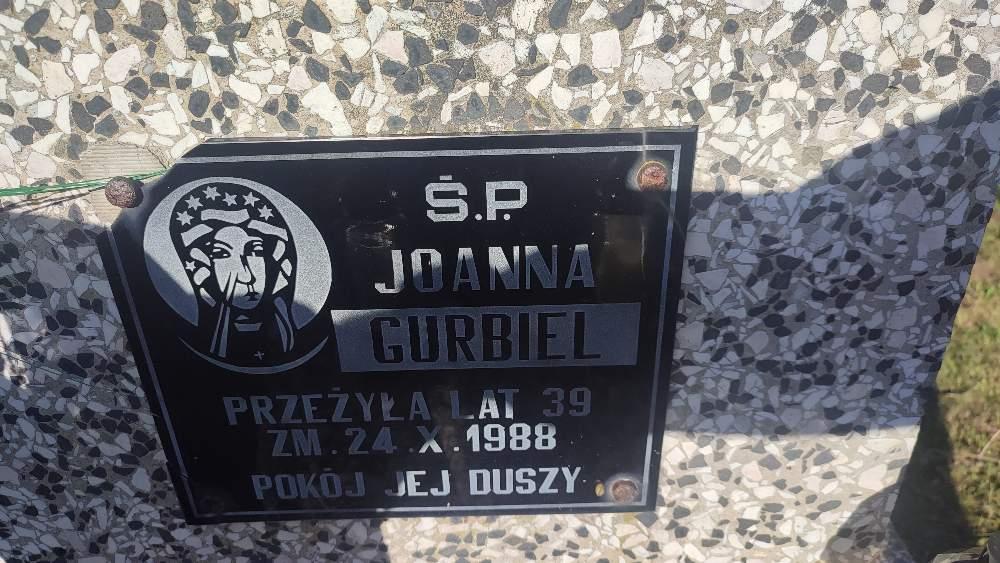 Ś.P.
JOANNA
GURBIEL
PRZEŻYŁA LAT 39
ZM. 24.X.1988
POKÓJ JEJ DUSZY